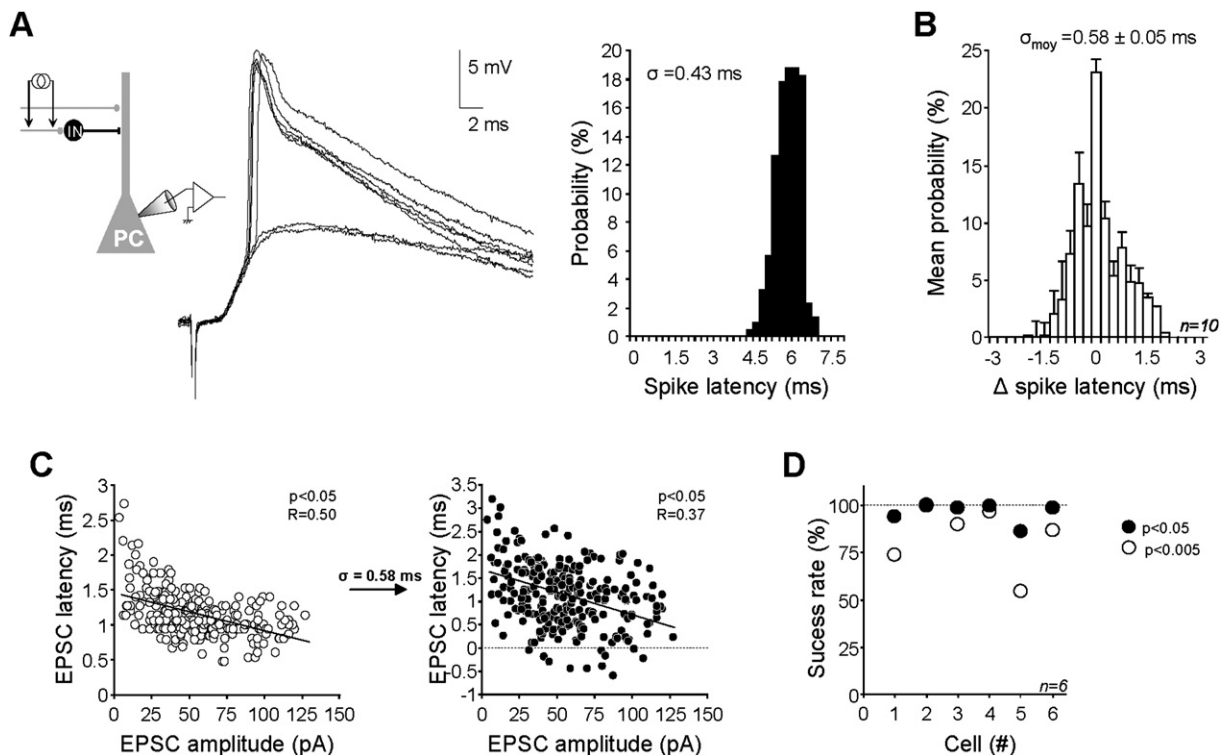 A
IN
PC
5 mV
2 ms
σ =0.43 ms
Probability (%)
20
18
16
14
12
10
8
6
4
2
0
0 1.5 3 4.5 6 7.5
Spike latency (ms)
B
σmoy =0.58 ± 0.05 ms
Mean probability (%)
25
20
15
10
5
0
n=10
-3 -1.5 0 1.5 3
Δ spike latency (ms)
C
EPSC latency (ms)
3
2.5
2
1.5
1
0.5
0
p<0.05
R=0.50
0 25 50 75 100 125 150
EPSC amplitude (pA)
σ = 0.58 ms
EPSC latency (ms)
3.5
3
2.5
2
1.5
1
0.5
0
-0.5
-1
p<0.05
R=0.37
0 25 50 75 100 125 150
EPSC amplitude (pA)
D
Sucess rate (%)
100
75
50
25
0
n=6
0 1 2 3 4 5 6
Cell (#)
p<0.05
p<0.005